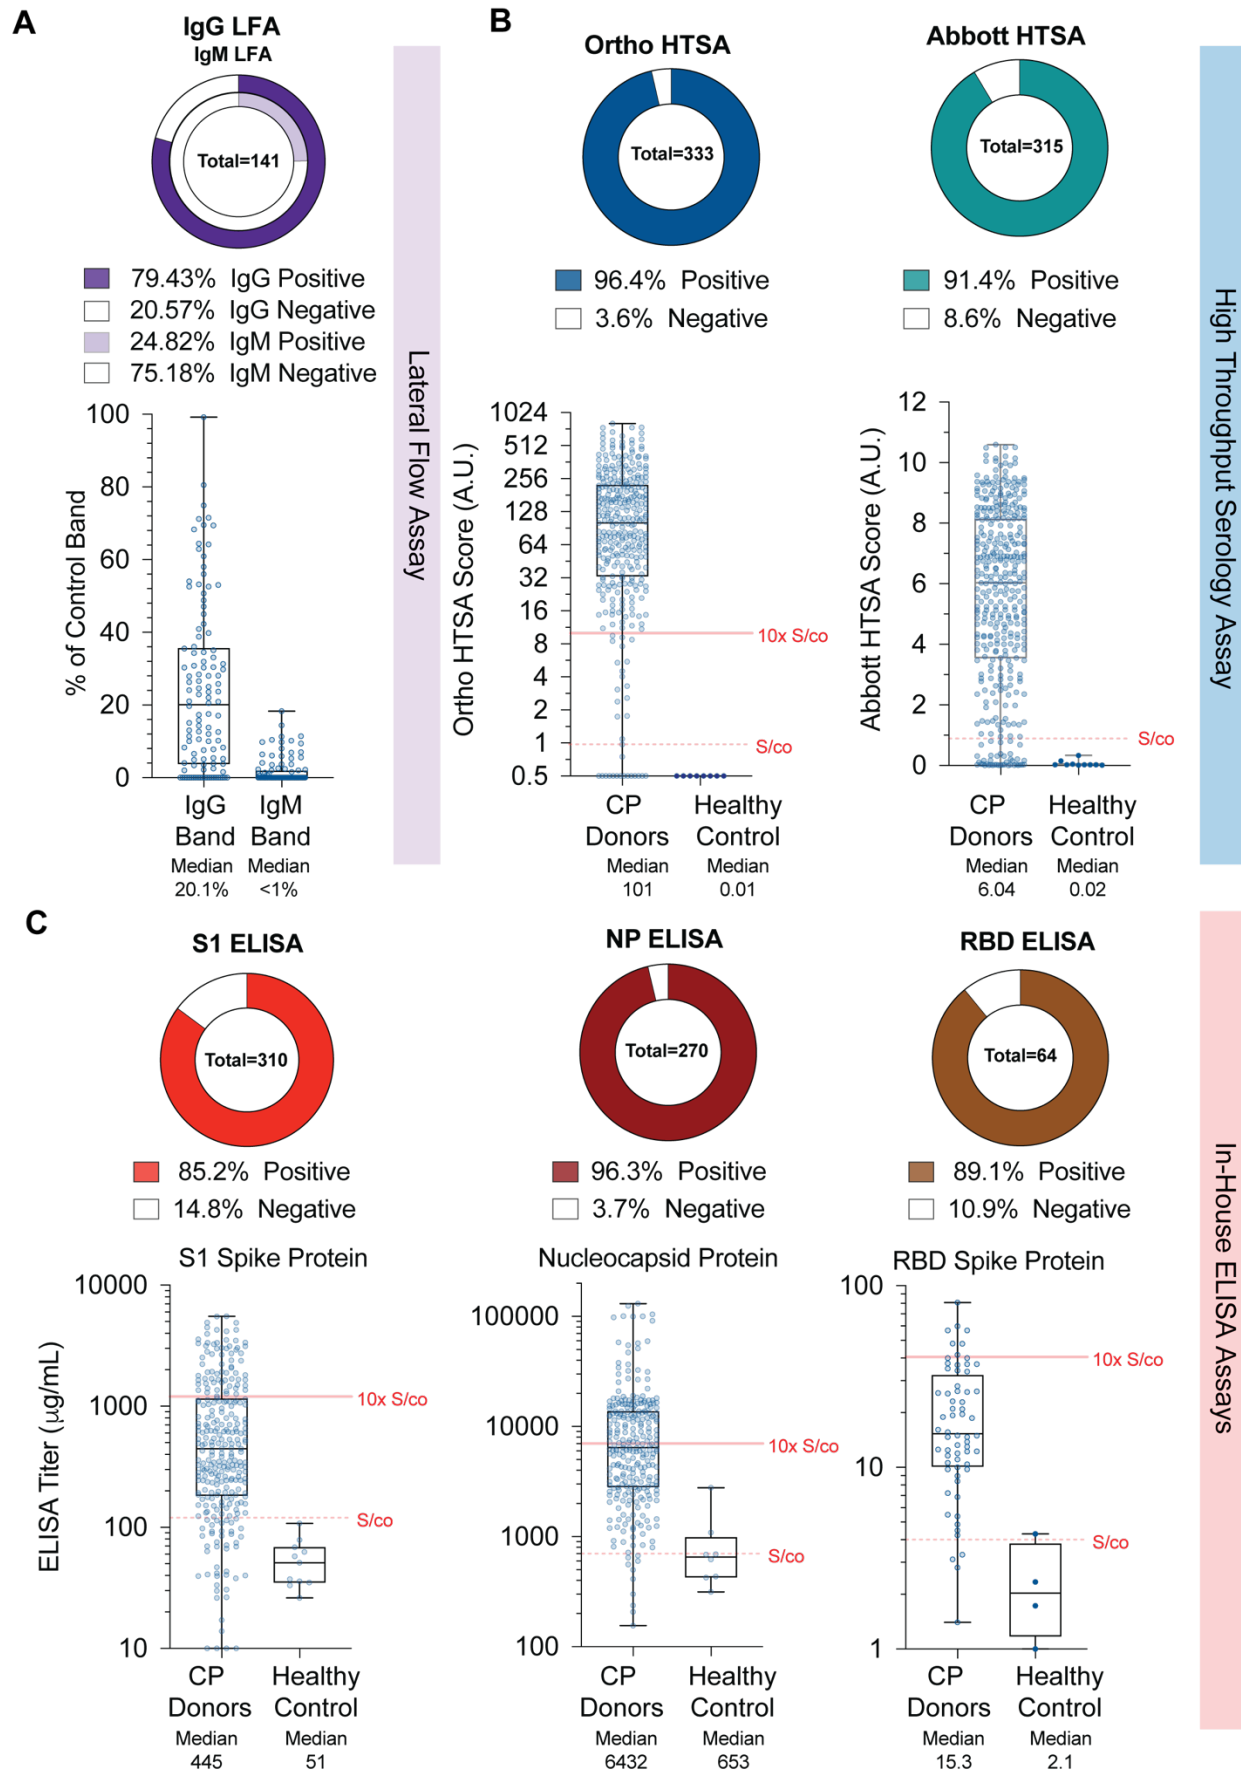 A
IgG LFA
IgM LFA
Total=141
79.43% IgG Positive
20.57% IgG Negative
24.82% IgM Positive
75.18% IgM Negative
% of Control Band
100
80
60
40
20
0
IgG Band
IgM Band
Median
20.1%
Median
<1%
Lateral Flow Assay
B
Ortho HTSA
Total=333
96.4% Positive
3.6% Negative
Ortho HTSA Score (A.U.)
1024
512
256
128
64
32
16
8
4
2
1
0.5
10x S/co
S/co
CP Donors
Healthy Control
Median
101
Median
0.01
Abbott HTSA
Total=315
91.4% Positive
8.6% Negative
Abbott HTSA Score (A.U.)
12
10
8
6
4
2
0
S/co
CP Donors
Healthy Control
Median
6.04
Median
0.02
High Throughput Serology Assay
C
S1 ELISA
Total=310
85.2% Positive
14.8% Negative
S1 Spike Protein
ELISA Titer (μg/mL)
10000
1000
100
10
10x S/co
S/co
CP Donors
Healthy Control
Median
445
Median
51
NP ELISA
Total=270
96.3% Positive
3.7% Negative
Nucleocapsid Protein
100000
10000
1000
100
10x S/co
S/co
CP Donors
Healthy Control
Median
6432
Median
653
RBD ELISA
Total=64
89.1% Positive
10.9% Negative
RBD Spike Protein
100
10
1
10x S/co
S/co
CP Donors
Healthy Control
Median
15.3
Median
2.1
In-House ELISA Assays